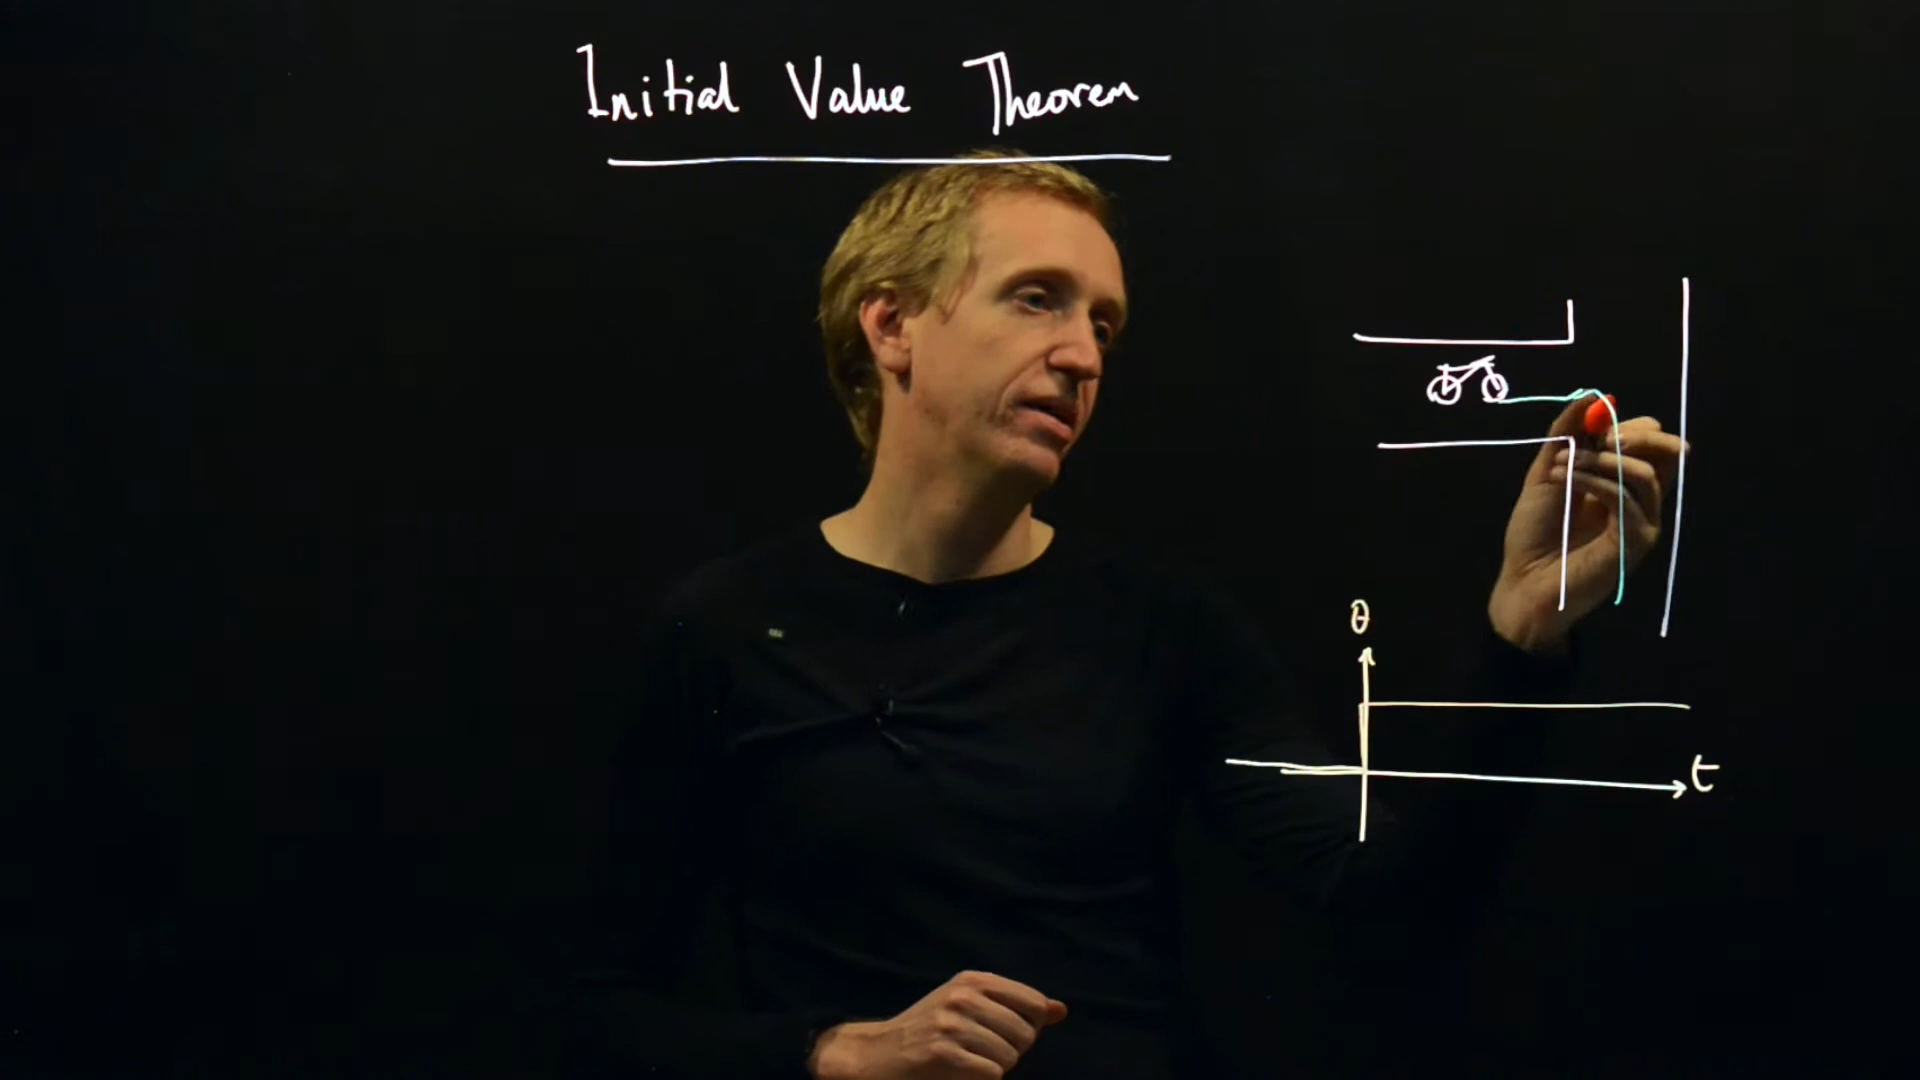 Initial Value Theorem
θ
t